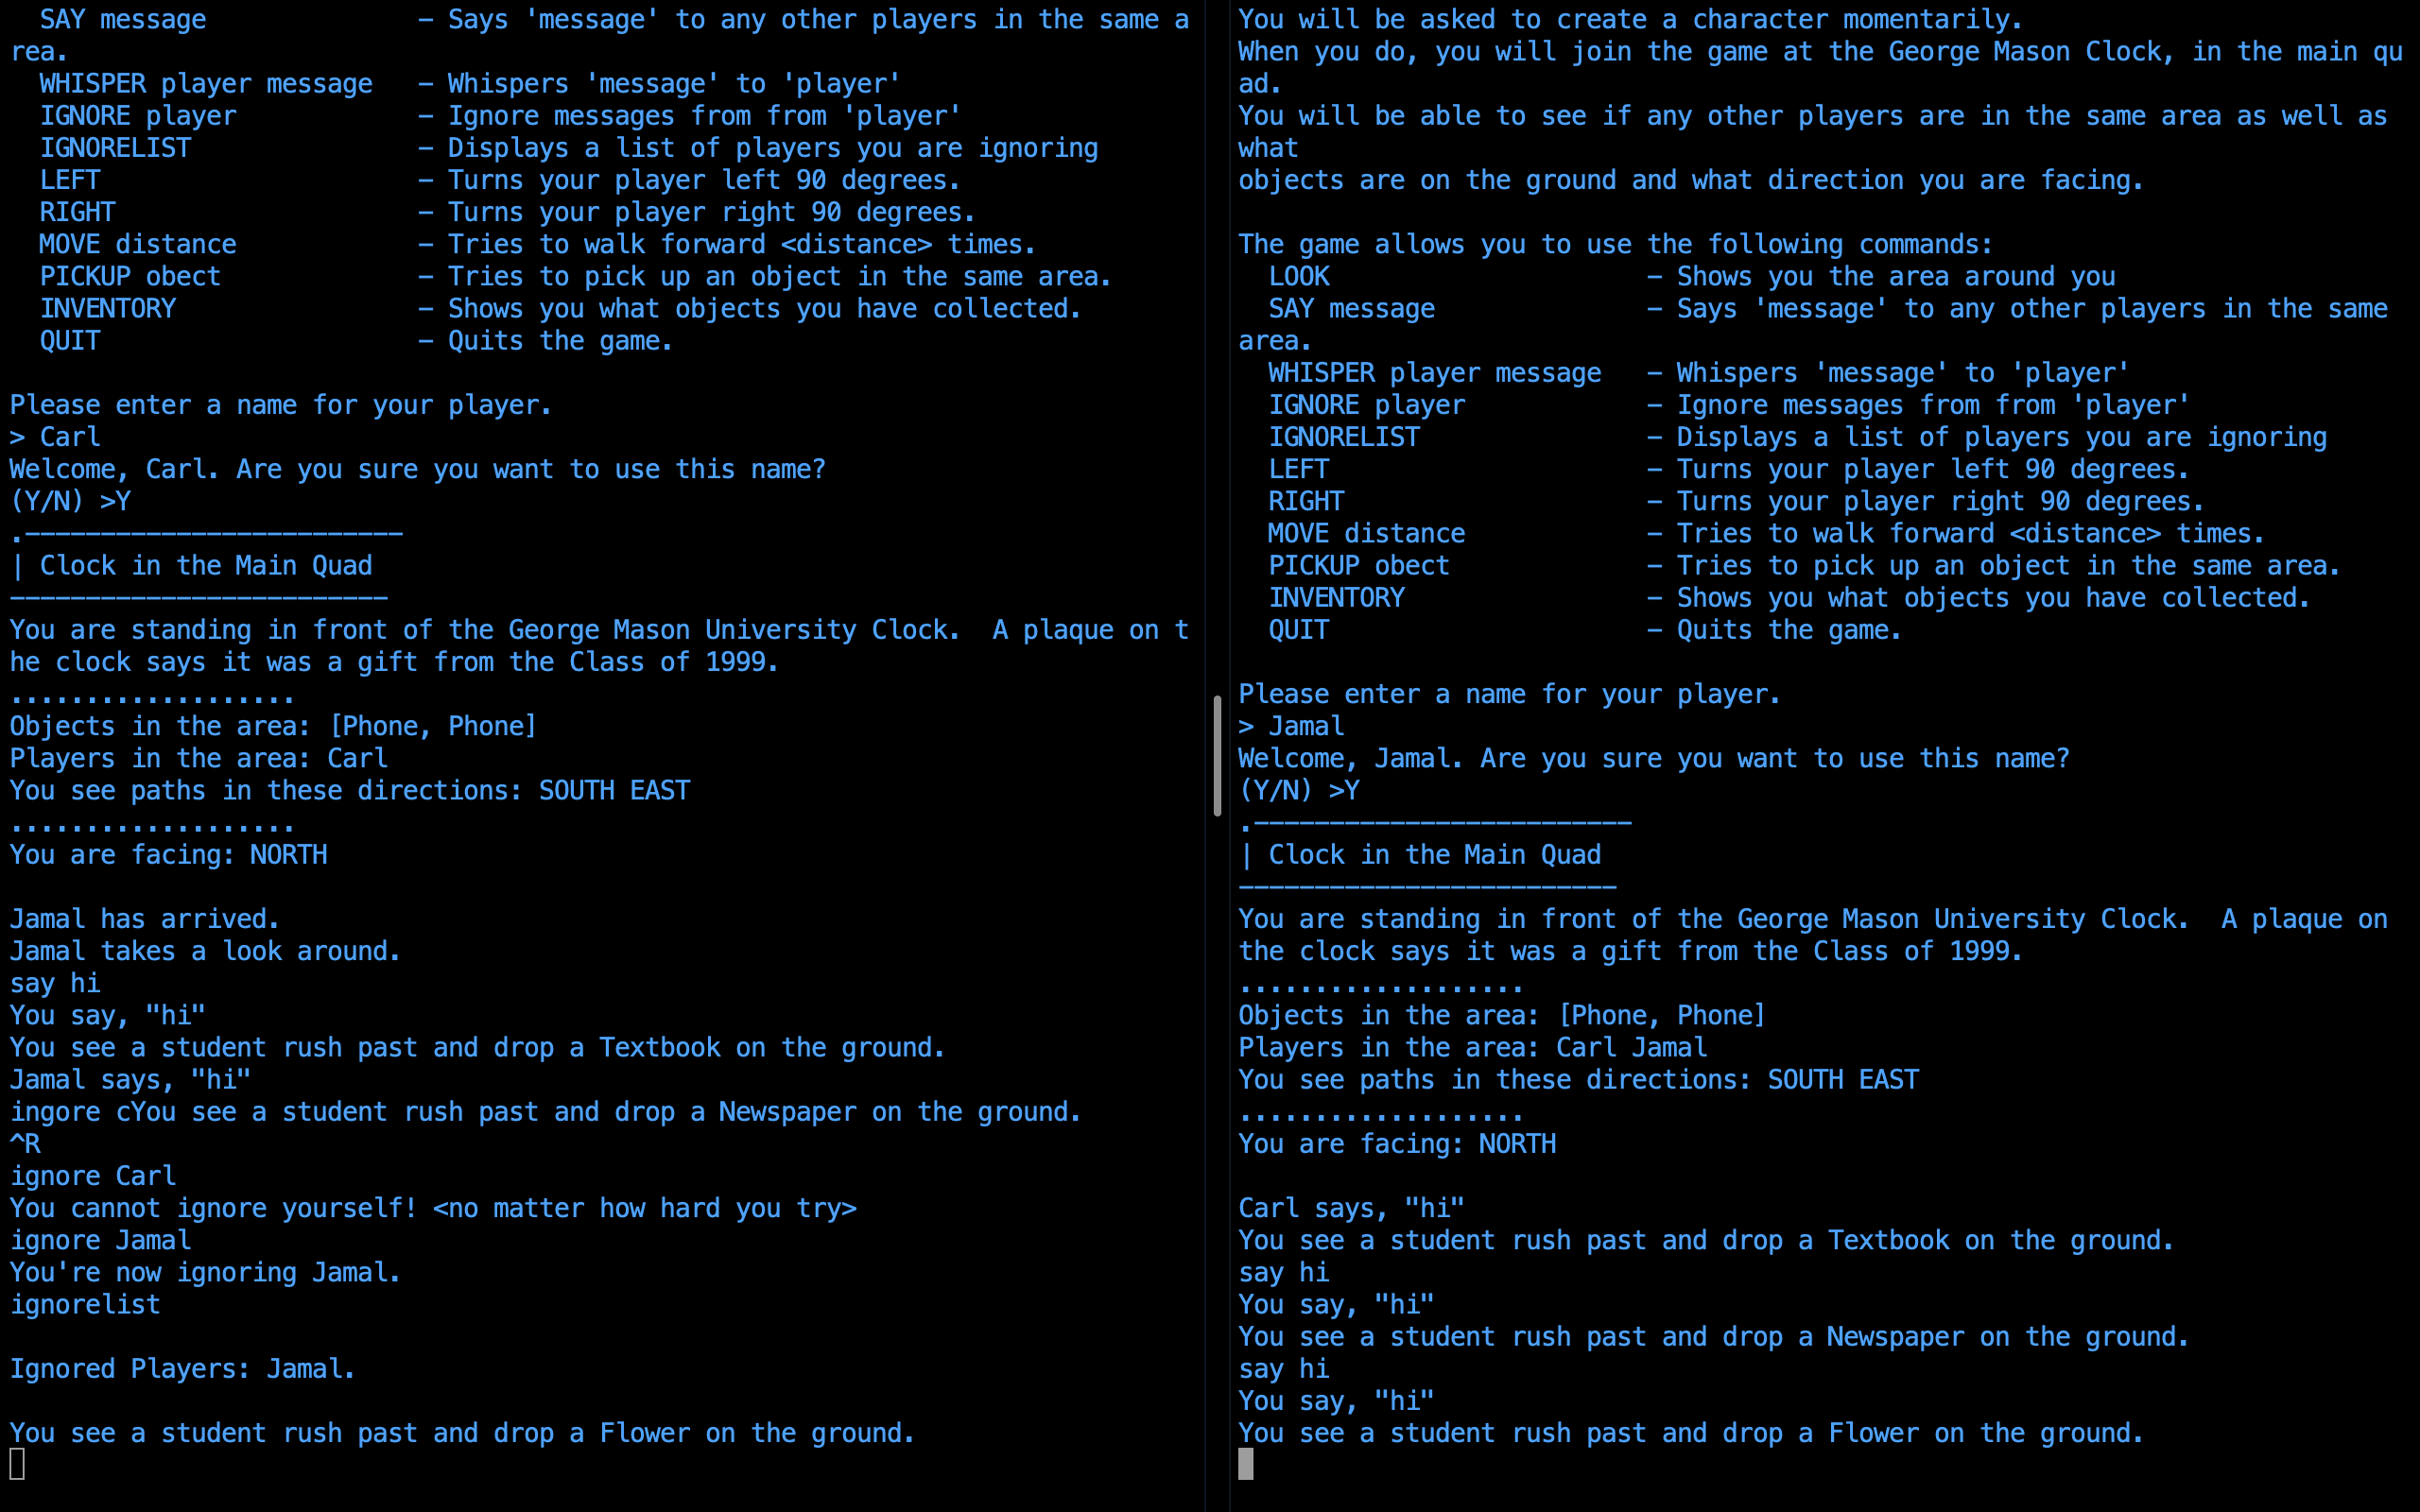 SAY message              – Says 'message' to any other players in the same a
rea.
  WHISPER player message   – Whispers 'message' to 'player'
  IGNORE player            – Ignore messages from from 'player'
  IGNORELIST               – Displays a list of players you are ignoring
  LEFT                     – Turns your player left 90 degrees.
  RIGHT                    – Turns your player right 90 degrees.
  MOVE distance            – Tries to walk forward <distance> times.
  PICKUP obect             – Tries to pick up an object in the same area.
  INVENTORY                – Shows you what objects you have collected.
  QUIT                     – Quits the game.

Please enter a name for your player.
> Carl
Welcome, Carl. Are you sure you want to use this name?
(Y/N) >Y
.-------------------------
| Clock in the Main Quad
-------------------------
You are standing in front of the George Mason University Clock.  A plaque on t
he clock says it was a gift from the Class of 1999.
...................
Objects in the area: [Phone, Phone]
Players in the area: Carl
You see paths in these directions: SOUTH EAST
...................
You are facing: NORTH

Jamal has arrived.
Jamal takes a look around.
say hi
You say, "hi"
You see a student rush past and drop a Textbook on the ground.
Jamal says, "hi"
ingore cYou see a student rush past and drop a Newspaper on the ground.
^R
ignore Carl
You cannot ignore yourself! <no matter how hard you try>
ignore Jamal
You're now ignoring Jamal.
ignorelist

Ignored Players: Jamal.

You see a student rush past and drop a Flower on the ground.

You will be asked to create a character momentarily.
When you do, you will join the game at the George Mason Clock, in the main qu
ad.
You will be able to see if any other players are in the same area as well as
what
objects are on the ground and what direction you are facing.

The game allows you to use the following commands:
  LOOK                     – Shows you the area around you
  SAY message              – Says 'message' to any other players in the same
area.
  WHISPER player message   – Whispers 'message' to 'player'
  IGNORE player            – Ignore messages from from 'player'
  IGNORELIST               – Displays a list of players you are ignoring
  LEFT                     – Turns your player left 90 degrees.
  RIGHT                    – Turns your player right 90 degrees.
  MOVE distance            – Tries to walk forward <distance> times.
  PICKUP obect             – Tries to pick up an object in the same area.
  INVENTORY                – Shows you what objects you have collected.
  QUIT                     – Quits the game.

Please enter a name for your player.
> Jamal
Welcome, Jamal. Are you sure you want to use this name?
(Y/N) >Y
.-------------------------
| Clock in the Main Quad
-------------------------
You are standing in front of the George Mason University Clock.  A plaque on
the clock says it was a gift from the Class of 1999.
...................
Objects in the area: [Phone, Phone]
Players in the area: Carl Jamal
You see paths in these directions: SOUTH EAST
...................
You are facing: NORTH

Carl says, "hi"
You see a student rush past and drop a Textbook on the ground.
say hi
You say, "hi"
You see a student rush past and drop a Newspaper on the ground.
say hi
You say, "hi"
You see a student rush past and drop a Flower on the ground.